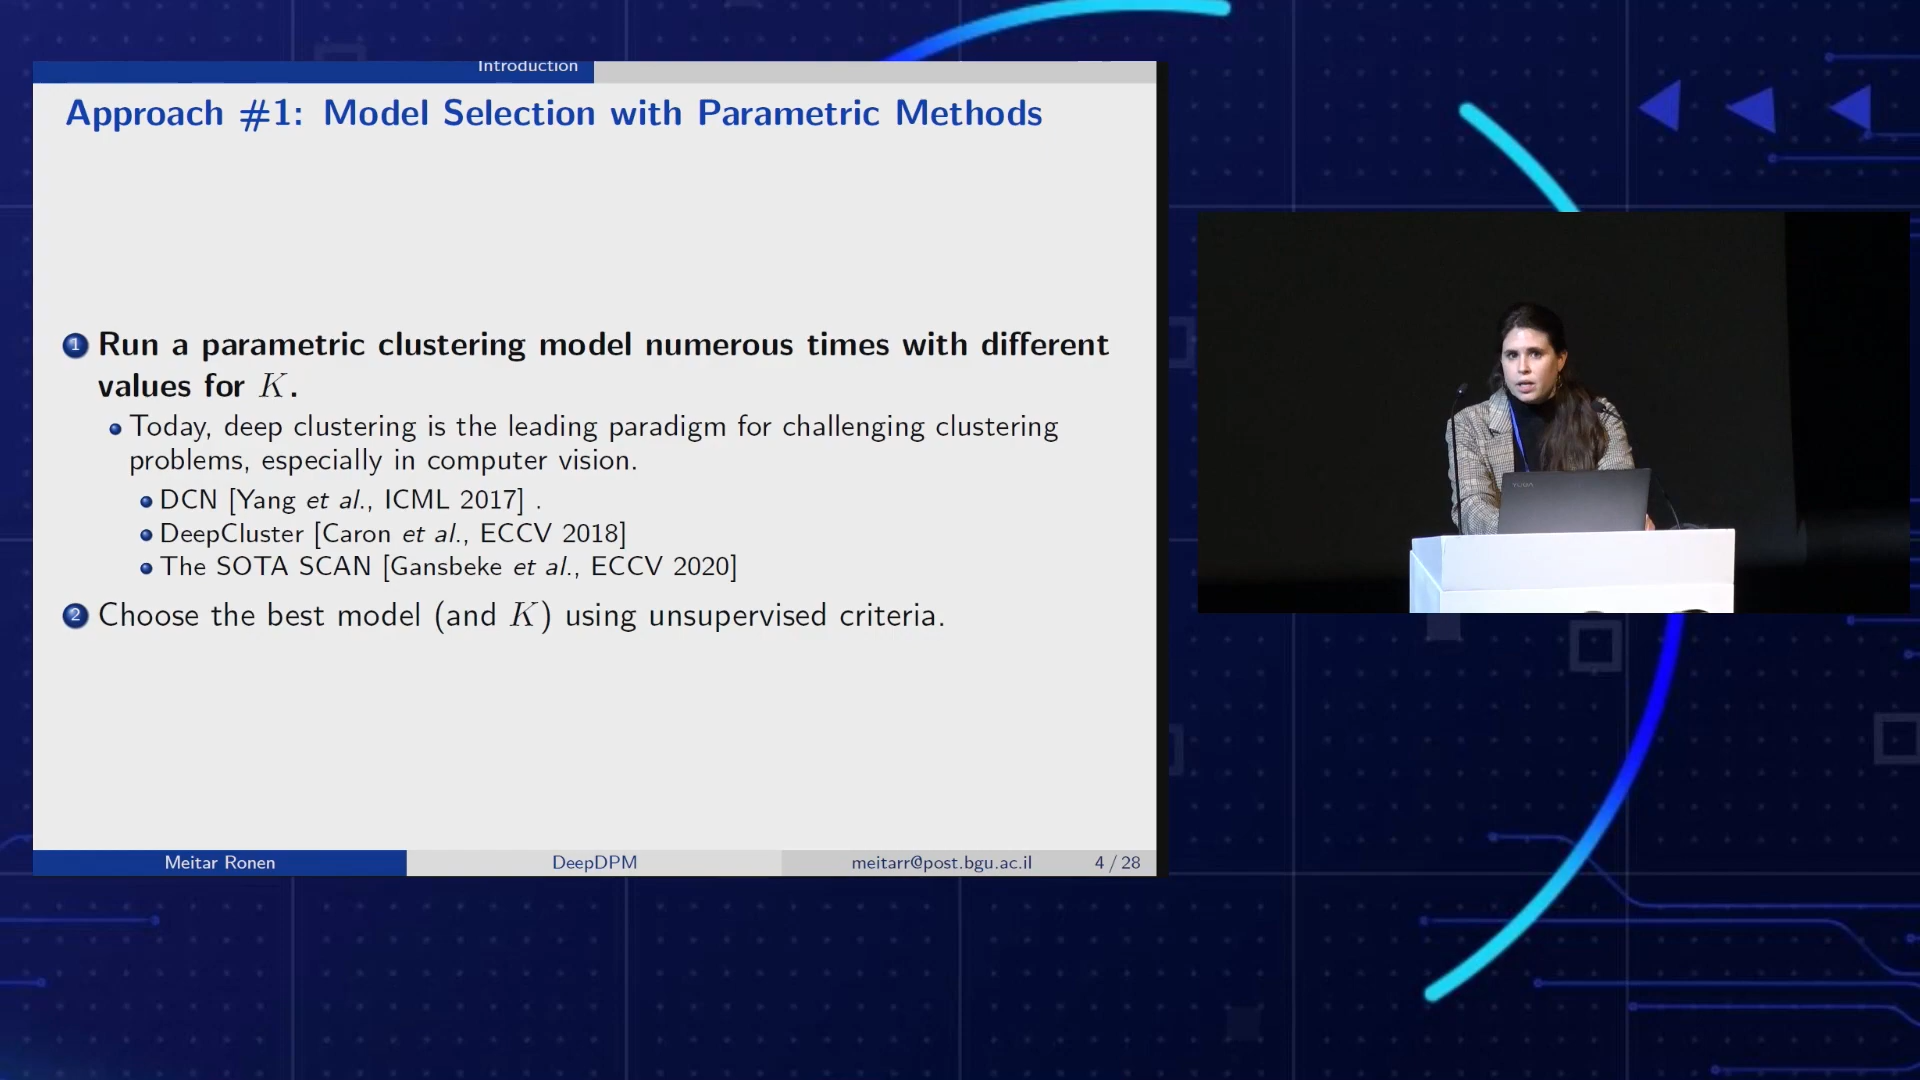 Introduction
Approach #1: Model Selection with Parametric Methods
1 Run a parametric clustering model numerous times with different
values for K.
Today, deep clustering is the leading paradigm for challenging clustering
problems, especially in computer vision.
DCN [Yang et al., ICML 2017] .
DeepCluster [Caron et al., ECCV 2018]
The SOTA SCAN [Gansbeke et al., ECCV 2020]
2 Choose the best model (and K) using unsupervised criteria.
Meitar Ronen DeepDPM meitarr@post.bgu.ac.il 4 / 28
YOGA